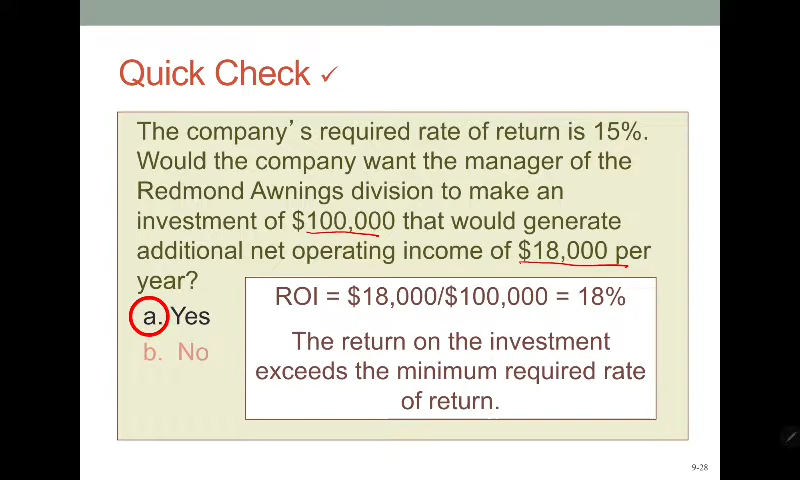 Quick Check ✓
The company's required rate of return is 15%.
Would the company want the manager of the
Redmond Awnings division to make an
investment of $100,000 that would generate
additional net operating income of $18,000 per
year?
a. Yes
b. No
ROI = $18,000/$100,000 = 18%
The return on the investment
exceeds the minimum required rate
of return.
9-28